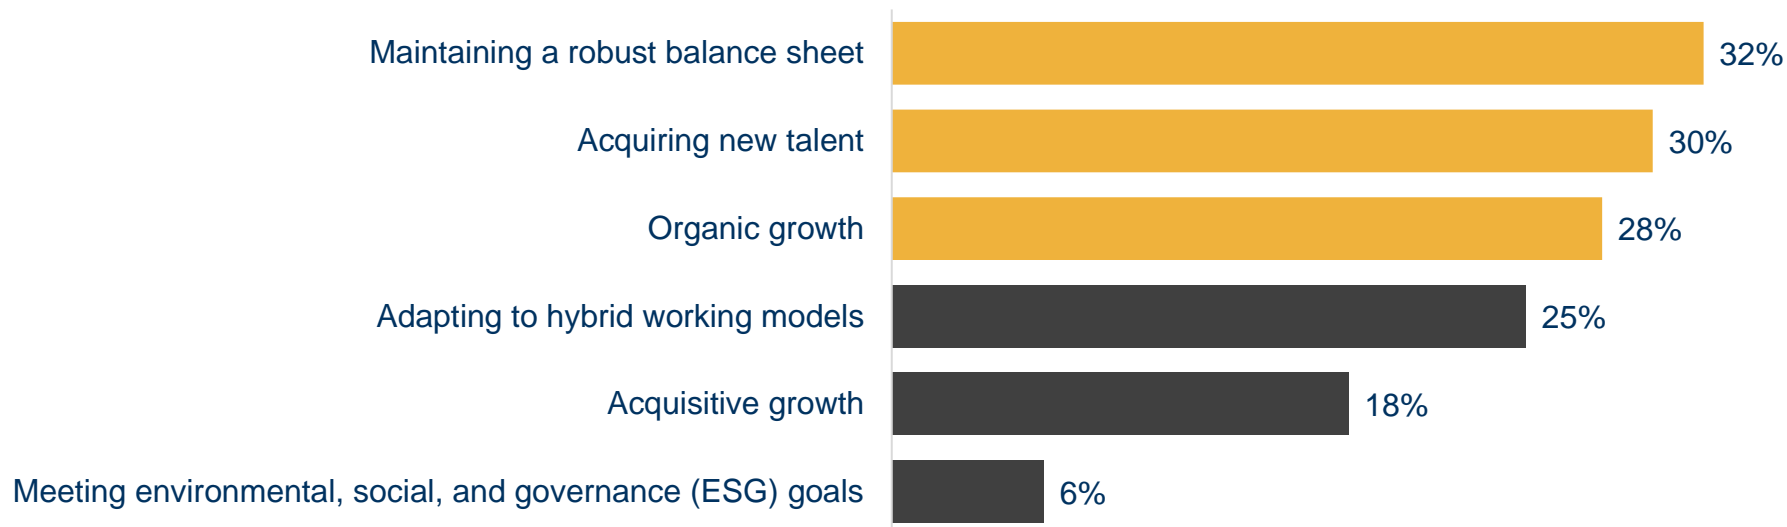 Maintaining a robust balance sheet 32%
Acquiring new talent 30%
Organic growth 28%
Adapting to hybrid working models 25%
Acquisitive growth 18%
Meeting environmental, social, and governance (ESG) goals 6%